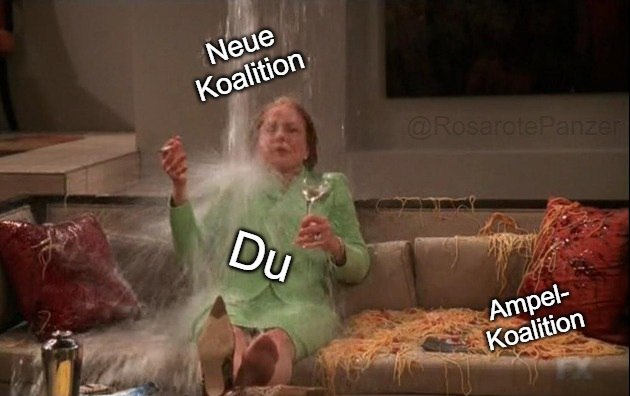 Neue
Koalition
@RosarotePanzer
Du
Ampel-
Koalition
FX